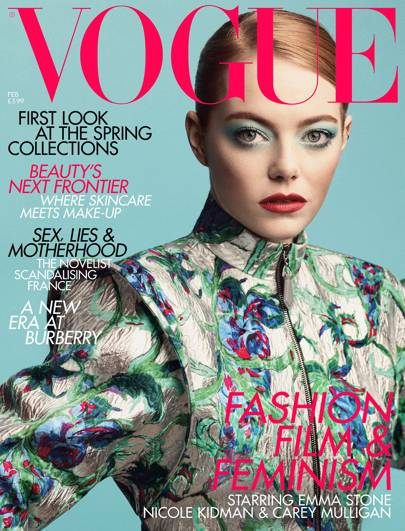 VOGUE
FEB
£3.99
FIRST LOOK
AT THE SPRING
COLLECTIONS
BEAUTY'S
NEXT FRONTIER
WHERE SKINCARE
MEETS MAKE-UP
SEX, LIES &
MOTHERHOOD
THE NOVELIST
SCANDALISING
FRANCE
A NEW
ERA AT
BURBERRY
FASHION
FILM &
FEMINISM
STARRING EMMA STONE
NICOLE KIDMAN & CAREY MULLIGAN